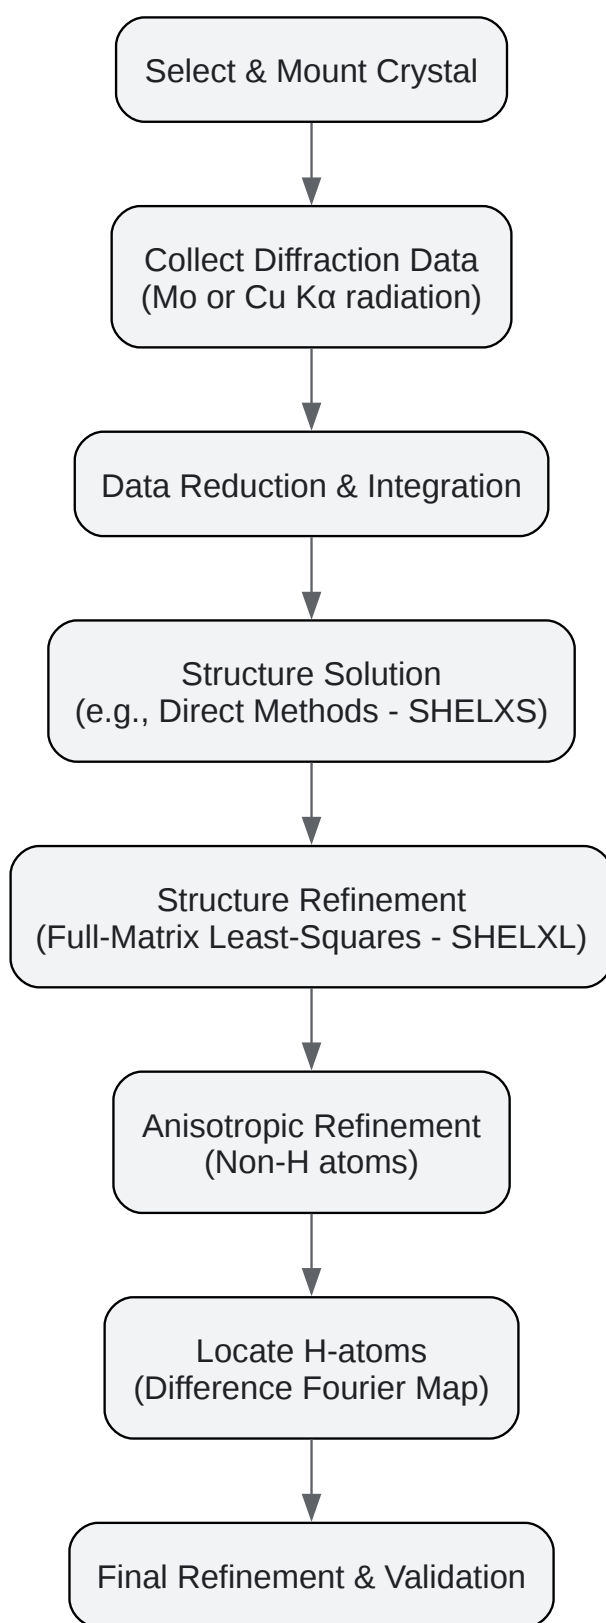 Select & Mount Crystal
Collect Diffraction Data
(Mo or Cu Kα radiation)
Data Reduction & Integration
Structure Solution
(e.g., Direct Methods - SHELXS)
Structure Refinement
(Full-Matrix Least-Squares - SHELXL)
Anisotropic Refinement
(Non-H atoms)
Locate H-atoms
(Difference Fourier Map)
Final Refinement & Validation